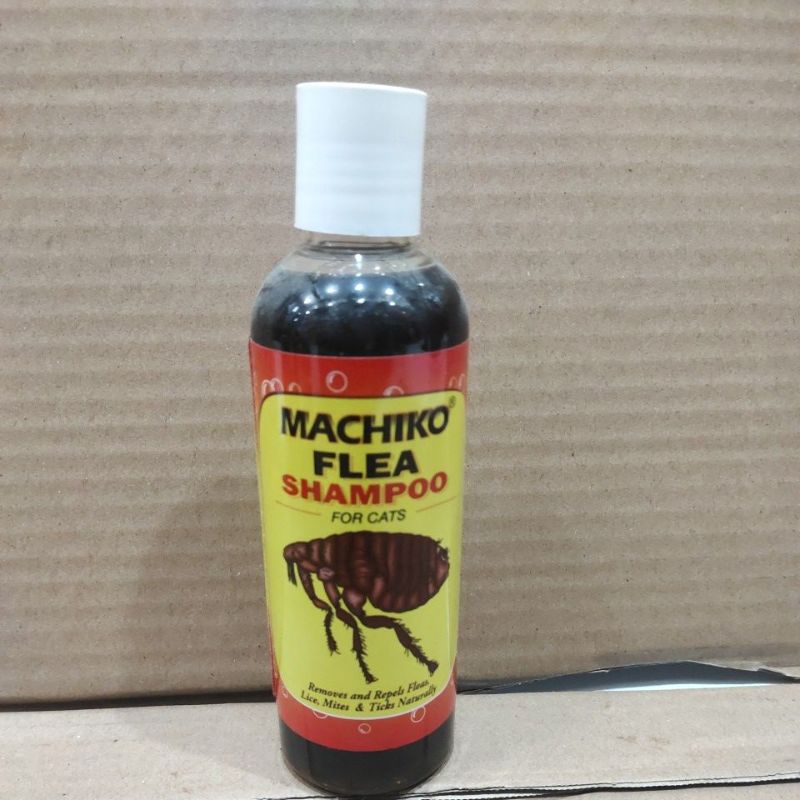 MACHIKO®
FLEA
SHAMPOO
FOR CATS
Removes and Repels Fleas,
Lice, Mites & Ticks Naturally